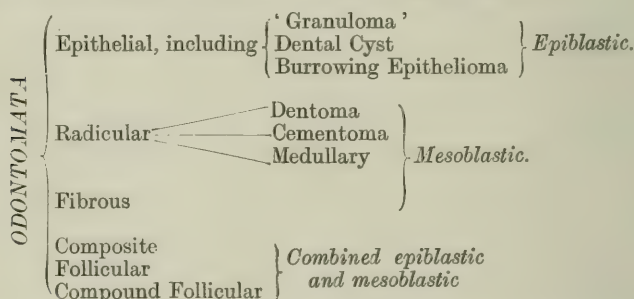 ODONTOMATA
Epithelial, including
‘ Granuloma ’
Dental Cyst
Burrowing Epithelioma
Epiblastic.
Radicular
Dentoma
Cementoma
Medullary
Mesoblastic.
Fibrous
Composite
Follicular
Compound Follicular
Combined epiblastic
and mesoblastic